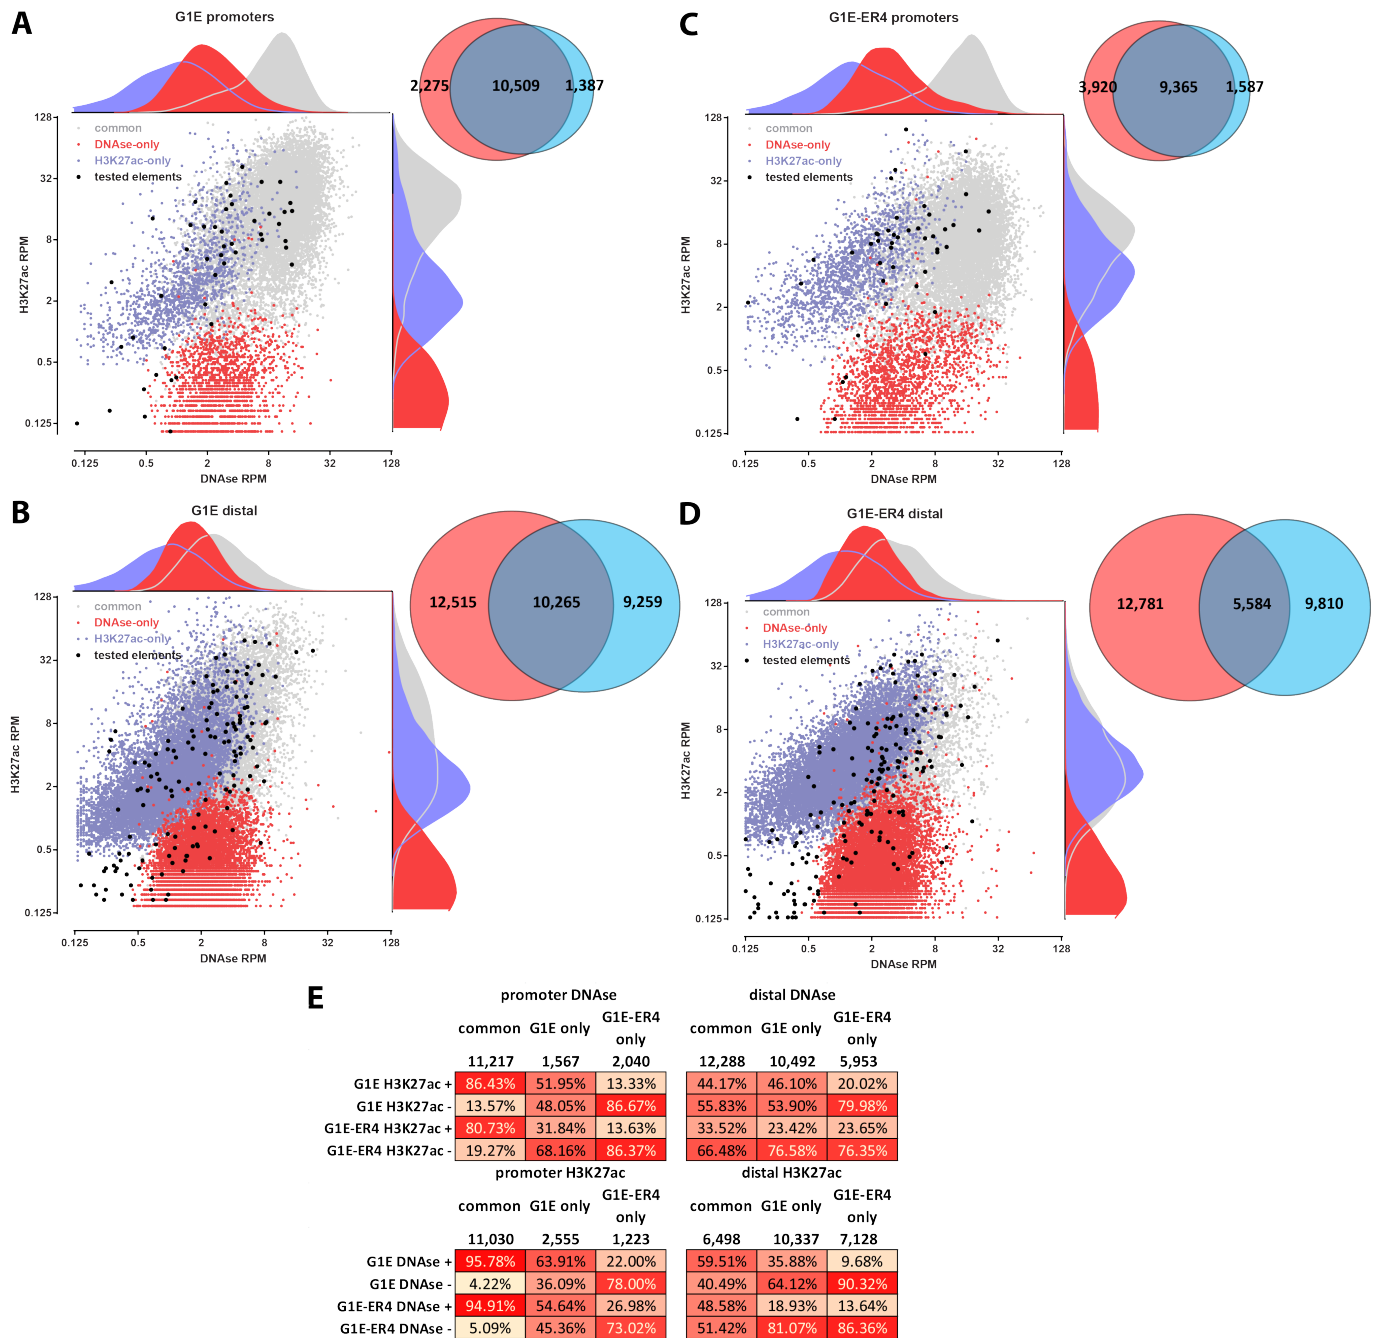 A
G1E promoters
2,275
10,509
1,387
common
DNAse-only
H3K27ac-only
tested elements
128
32
8
2
0.5
0.125
H3K27ac RPM
0.125
0.5
2
8
32
128
DNAse RPM
C
G1E-ER4 promoters
3,920
9,365
1,587
common
DNAse-only
H3K27ac-only
tested elements
128
32
8
2
0.5
0.125
H3K27ac RPM
0.125
0.5
2
8
32
128
DNAse RPM
B
G1E distal
12,515
10,265
9,259
common
DNAse-only
H3K27ac-only
tested elements
128
32
8
2
0.5
0.125
H3K27ac RPM
0.125
0.5
2
8
32
128
DNAse RPM
D
G1E-ER4 distal
12,781
5,584
9,810
common
DNAse-only
H3K27ac-only
tested elements
128
32
8
2
0.5
0.125
H3K27ac RPM
0.125
0.5
2
8
32
128
DNAse RPM
E
promoter DNAse distal DNAse
common G1E only G1E-ER4 only common G1E only G1E-ER4 only
11,217 1,567 2,040 12,288 10,492 5,953
G1E H3K27ac + 86.43% 51.95% 13.33% 44.17% 46.10% 20.02%
G1E H3K27ac - 13.57% 48.05% 86.67% 55.83% 53.90% 79.98%
G1E-ER4 H3K27ac + 80.73% 31.84% 13.63% 33.52% 23.42% 23.65%
G1E-ER4 H3K27ac - 19.27% 68.16% 86.37% 66.48% 76.58% 76.35%
promoter H3K27ac distal H3K27ac
common G1E only G1E-ER4 only common G1E only G1E-ER4 only
11,030 2,555 1,223 6,498 10,337 7,128
G1E DNAse + 95.78% 63.91% 22.00% 59.51% 35.88% 9.68%
G1E DNAse - 4.22% 36.09% 78.00% 40.49% 64.12% 90.32%
G1E-ER4 DNAse + 94.91% 54.64% 26.98% 48.58% 18.93% 13.64%
G1E-ER4 DNAse - 5.09% 45.36% 73.02% 51.42% 81.07% 86.36%